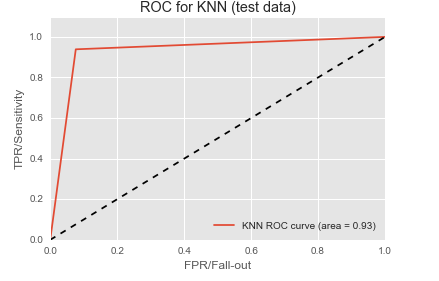 ROC for KNN (test data)
1.0
0.8
0.6
0.4
0.2
0.0
TPR/Sensitivity
KNN ROC curve (area = 0.93)
0.0 0.2 0.4 0.6 0.8 1.0
FPR/Fall-out